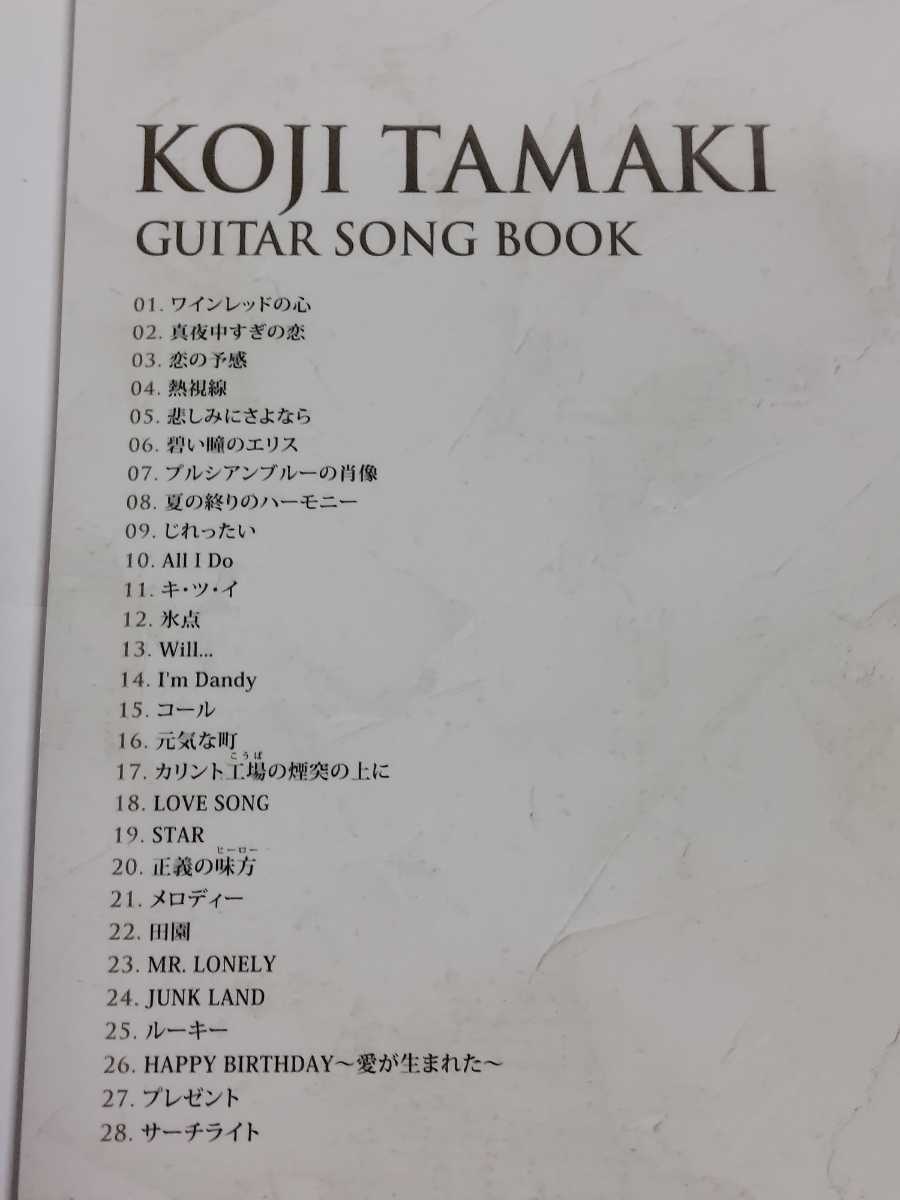 KOJI TAMAKI
GUITAR SONG BOOK
01. ワインレッドの心
02. 真夜中すぎの恋
03. 恋の予感
04. 熱視線
05. 悲しみにさよなら
06. 碧い瞳のエリス
07. プルシアンブルーの肖像
08. 夏の終りのハーモニー
09. じれったい
10. All I Do
11. キ・ツ・イ
12. 氷点
13. Will...
14. I'm Dandy
15. コール
16. 元気な町
こうば
17. カリント工場の煙突の上に
18. LOVE SONG
19. STAR
ヒーロー
20. 正義の味方
21. メロディー
22. 田園
23. MR. LONELY
24. JUNK LAND
25. ルーキー
26. HAPPY BIRTHDAY～愛が生まれた～
27. プレゼント
28. サーチライト